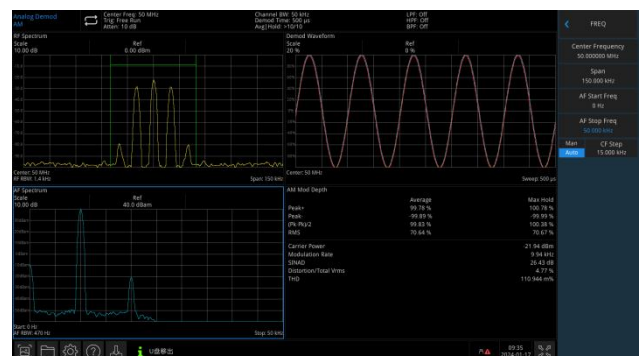 Analog Demod
AM
Center Freq: 50 MHz
Trig: Free Run
Atten: 10 dB
Channel BW: 50 kHz
Demod Time: 500 µs
Avg|Hold: >10/10
LPF: Off
HPF: Off
BPF: Off
FREQ
RF Spectrum
Scale
10.00 dB
Ref
0.00 dBm
Center: 50 MHz
RF RBW: 1.4 kHz
Span: 150 kHz
Demod Waveform
Scale
20 %
Ref
0 %
Center: 50 MHz
Sweep 500 µs
Center Frequency
50.000000 MHz
Span
150.000 kHz
AF Start Freq
0 Hz
AF Stop Freq
50.000 kHz
Man
Auto
CF Step
15.000 kHz
AF Spectrum
Scale
10.00 dB
Ref
40.0 dBam
Start: 0 Hz
AF RBW: 470 Hz
Stop: 50 kHz
AM Mod Depth
Average Max Hold
Peak+ 99.78 % 100.78 %
Peak- -99.89 % -99.99 %
(Pk-Pk)/2 99.83 % 100.38 %
RMS 70.64 % 70.67 %
Carrier Power -21.94 dBm
Modulation Rate 9.94 kHz
SINAD 26.43 dB
Distortion/Total Vrms 4.77 %
THD 110.944 m%
U盘移出
09:35
2024-01-17